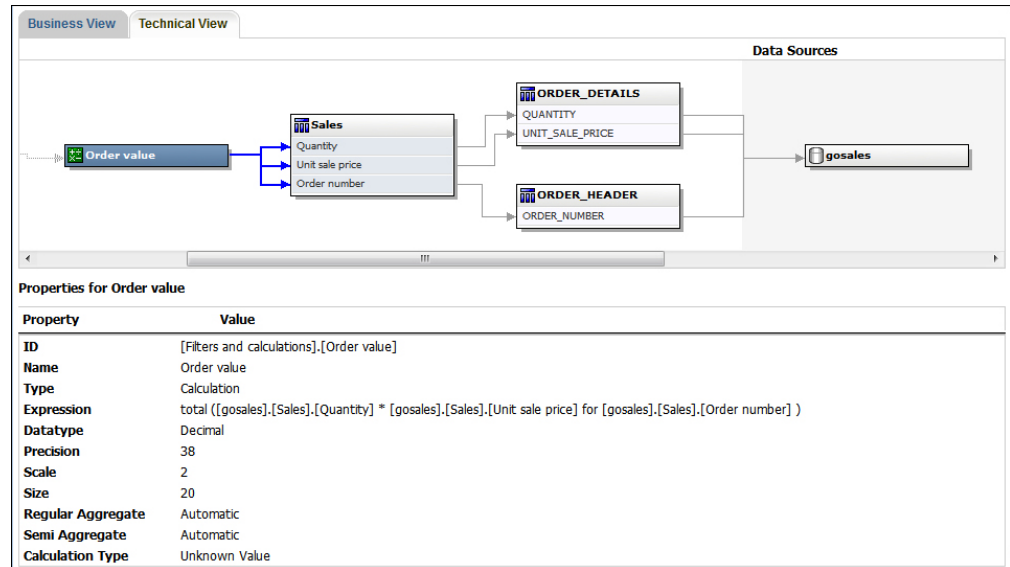 Business View Technical View
Data Sources
ORDER_DETAILS
QUANTITY
UNIT_SALE_PRICE
Sales
Quantity
Unit sale price
Order number
Order value
gosales
ORDER_HEADER
ORDER_NUMBER
Properties for Order value
Property Value
ID [Filters and calculations].[Order value]
Name Order value
Type Calculation
Expression total ([gosales].[Sales].[Quantity] * [gosales].[Sales].[Unit sale price] for [gosales].[Sales].[Order number] )
Datatype Decimal
Precision 38
Scale 2
Size 20
Regular Aggregate Automatic
Semi Aggregate Automatic
Calculation Type Unknown Value